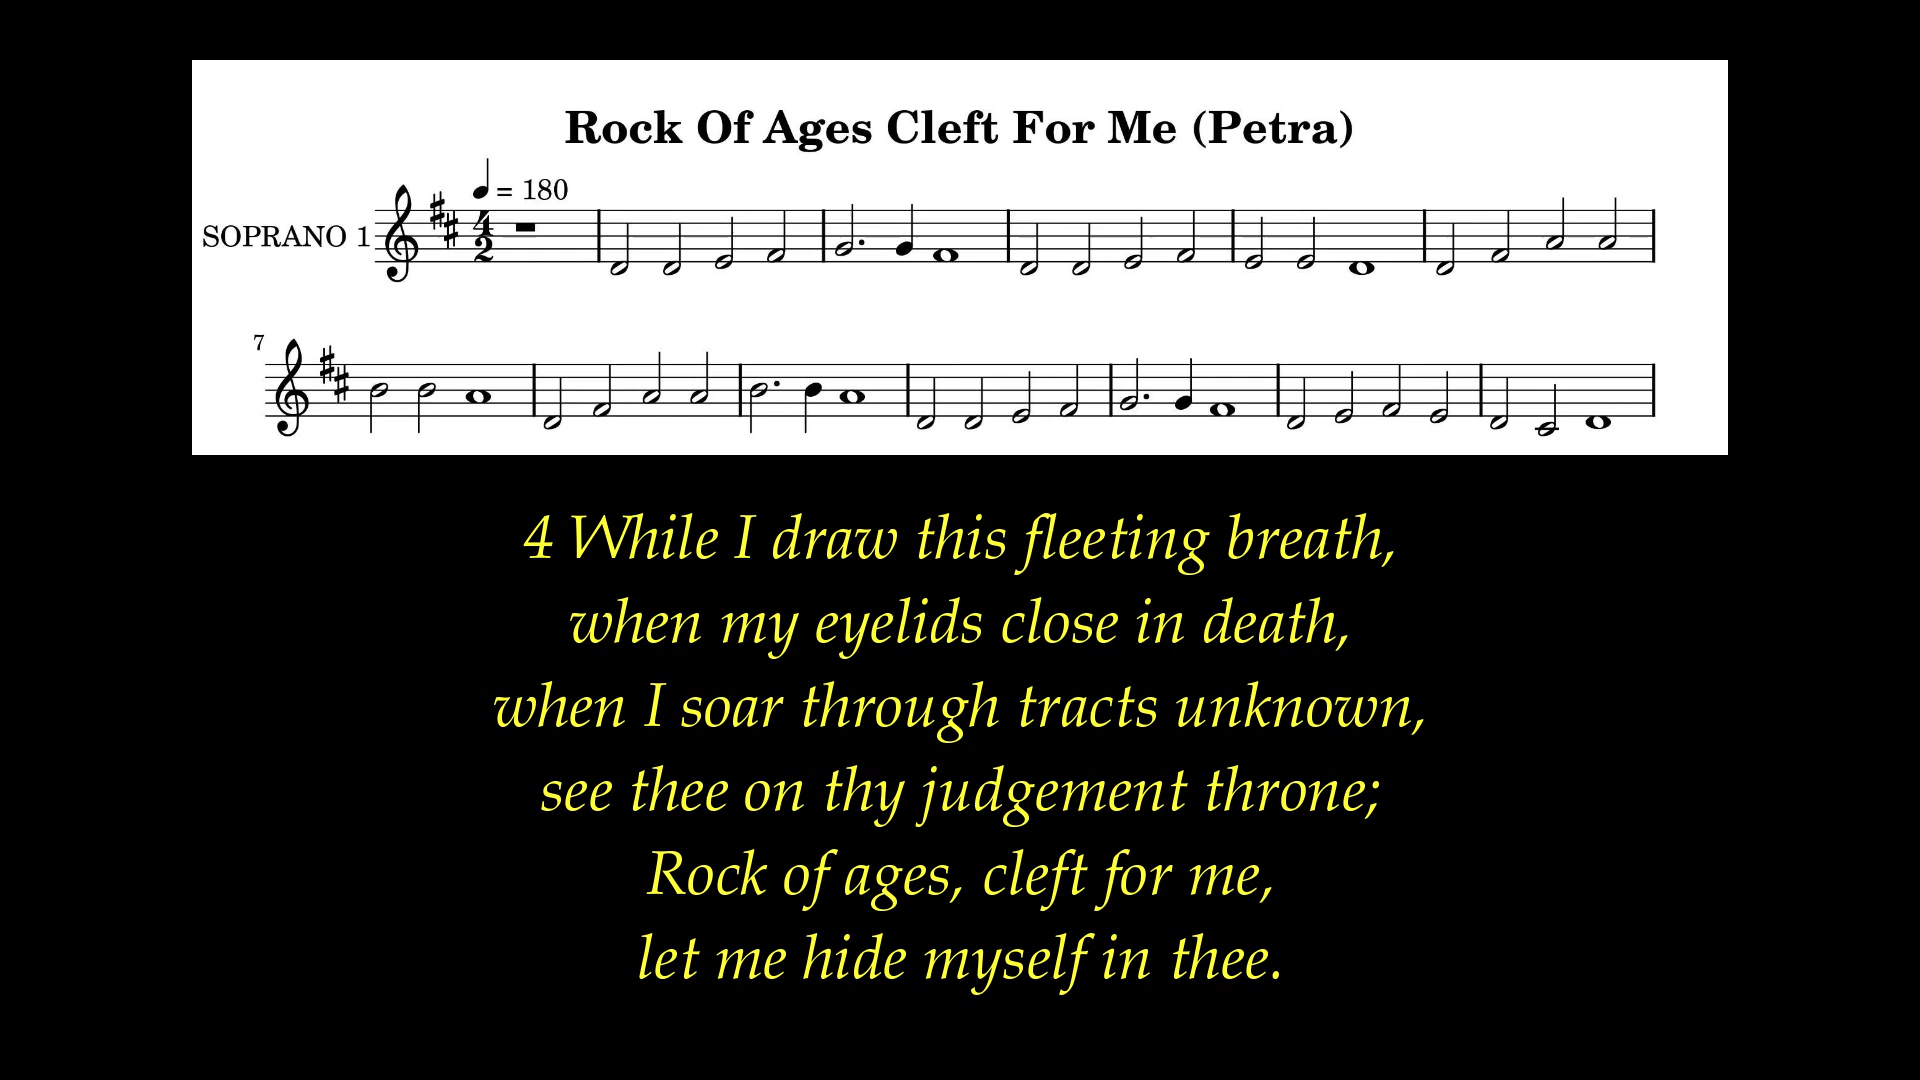 Rock Of Ages Cleft For Me (Petra)
= 180
SOPRANO 1
4
2
7
4 While I draw this fleeting breath,
when my eyelids close in death,
when I soar through tracts unknown,
see thee on thy judgement throne;
Rock of ages, cleft for me,
let me hide myself in thee.